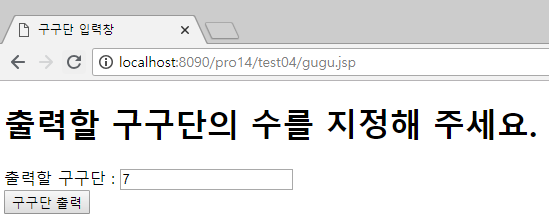 구구단 입력창
localhost:8090/pro14/test04/gugu.jsp
출력할 구구단의 수를 지정해 주세요.
출력할 구구단 : 7
구구단 출력